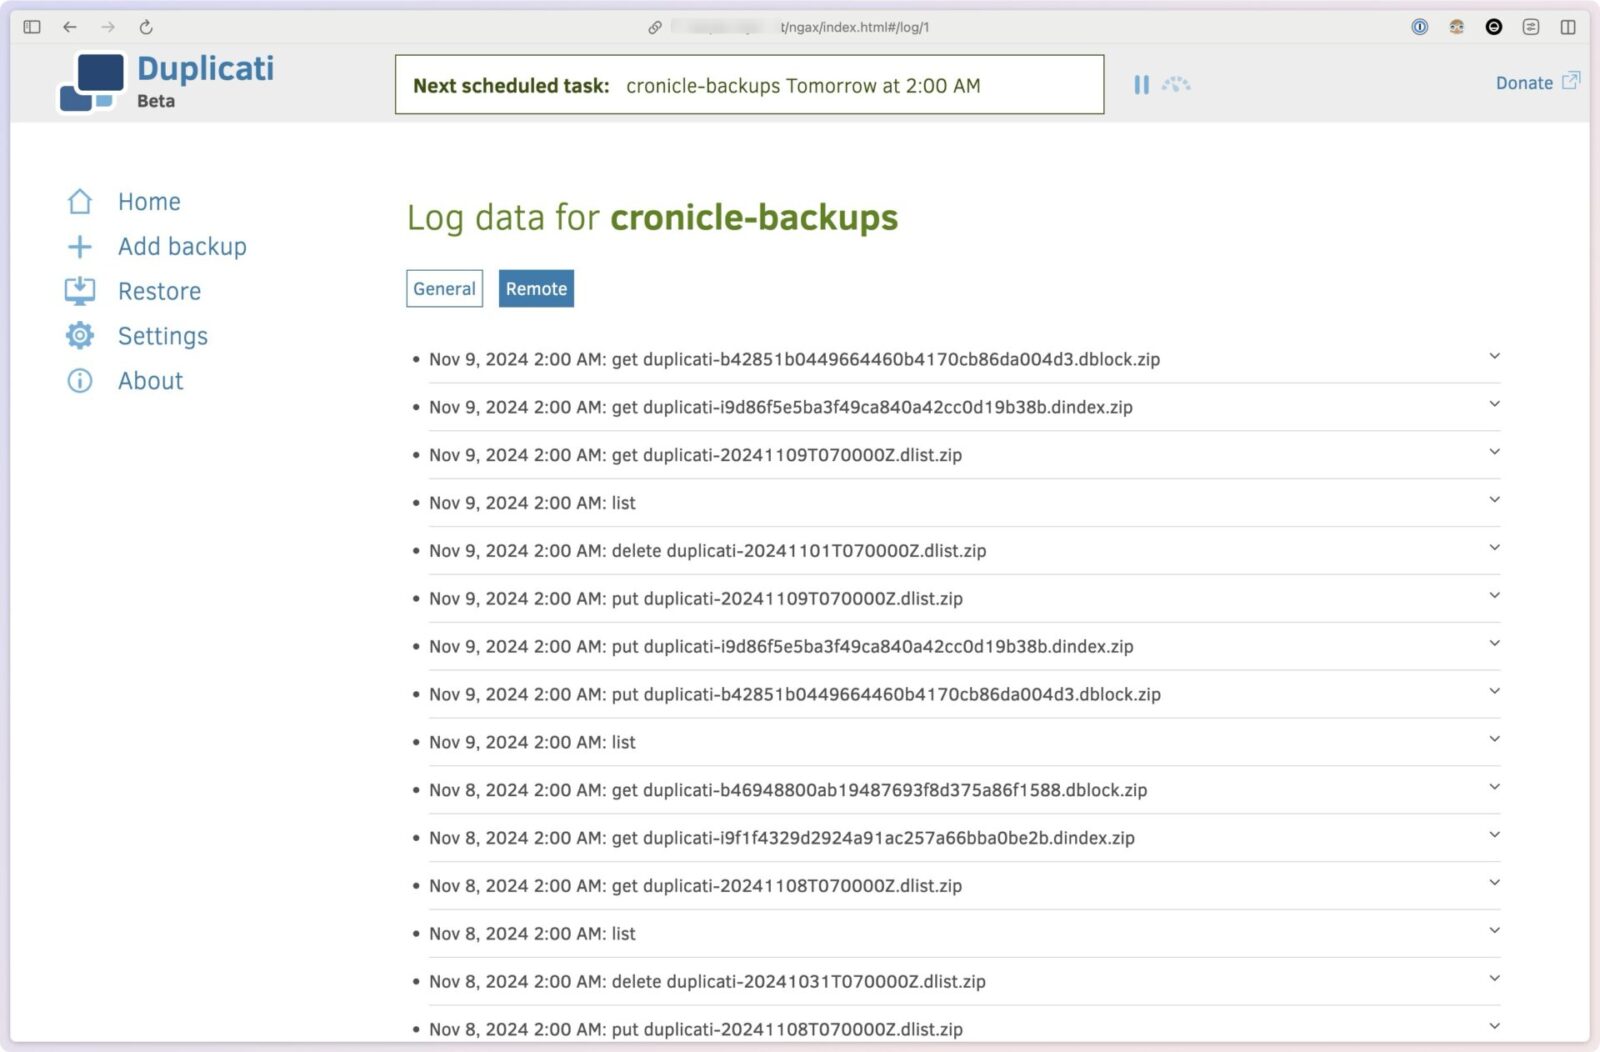 t/ngax/index.html#/log/1
Duplicati
Beta
Next scheduled task: cronicle-backups Tomorrow at 2:00 AM
Donate
Home
Add backup
Restore
Settings
About
Log data for cronicle-backups
General Remote
• Nov 9, 2024 2:00 AM: get duplicati-b42851b0449664460b4170cb86da004d3.dblock.zip
• Nov 9, 2024 2:00 AM: get duplicati-i9d86f5e5ba3f49ca840a42cc0d19b38b.dindex.zip
• Nov 9, 2024 2:00 AM: get duplicati-20241109T070000Z.dlist.zip
• Nov 9, 2024 2:00 AM: list
• Nov 9, 2024 2:00 AM: delete duplicati-20241101T070000Z.dlist.zip
• Nov 9, 2024 2:00 AM: put duplicati-20241109T070000Z.dlist.zip
• Nov 9, 2024 2:00 AM: put duplicati-i9d86f5e5ba3f49ca840a42cc0d19b38b.dindex.zip
• Nov 9, 2024 2:00 AM: put duplicati-b42851b0449664460b4170cb86da004d3.dblock.zip
• Nov 9, 2024 2:00 AM: list
• Nov 8, 2024 2:00 AM: get duplicati-b46948800ab19487693f8d375a86f1588.dblock.zip
• Nov 8, 2024 2:00 AM: get duplicati-i9f1f4329d2924a91ac257a66bba0be2b.dindex.zip
• Nov 8, 2024 2:00 AM: get duplicati-20241108T070000Z.dlist.zip
• Nov 8, 2024 2:00 AM: list
• Nov 8, 2024 2:00 AM: delete duplicati-20241031T070000Z.dlist.zip
• Nov 8, 2024 2:00 AM: put duplicati-20241108T070000Z.dlist.zip